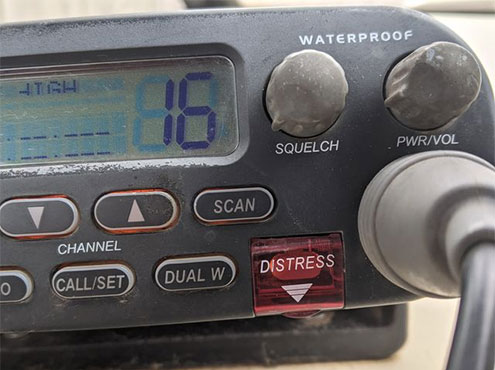 WATERPROOF
HIGH
16
SQUELCH
PWR/VOL
SCAN
CHANNEL
CALL/SET
DUAL W
DISTRESS